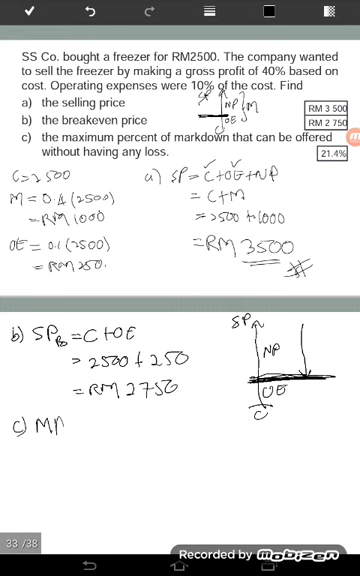 SS Co. bought a freezer for RM2500. The company wanted
to sell the freezer by making a gross profit of 40% based on
cost. Operating expenses were 10% of the cost. Find
SP
NP
M
OE
C
a) the selling price
RM 3 500
b) the breakeven price
RM 2 750
c) the maximum percent of markdown that can be offered
without having any loss.
21.4%
C = 2500
M = 0.4 (2500)
= RM 1000
OE = 0.1 (2500)
= RM 250.
a) SP = C + OE + NP
= C + M
= 2500 + 1000
= RM 3500
b) SP_B = C + OE
= 2500 + 250
= RM 2750
SP
NP
OE
C
c) MA
33 /38
Recorded by Mobizen